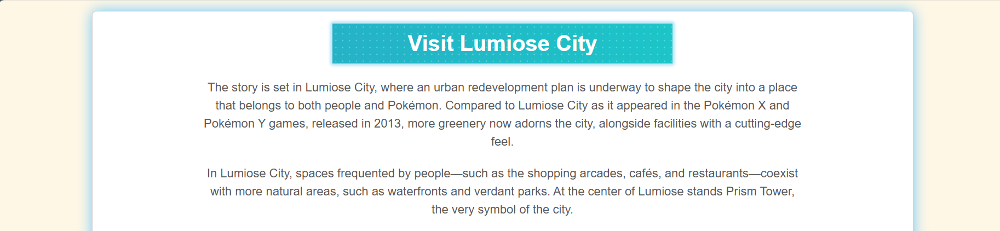 Visit Lumiose City
The story is set in Lumiose City, where an urban redevelopment plan is underway to shape the city into a place
that belongs to both people and Pokémon. Compared to Lumiose City as it appeared in the Pokémon X and
Pokémon Y games, released in 2013, more greenery now adorns the city, alongside facilities with a cutting-edge
feel.
In Lumiose City, spaces frequented by people—such as the shopping arcades, cafés, and restaurants—coexist
with more natural areas, such as waterfronts and verdant parks. At the center of Lumiose stands Prism Tower,
the very symbol of the city.